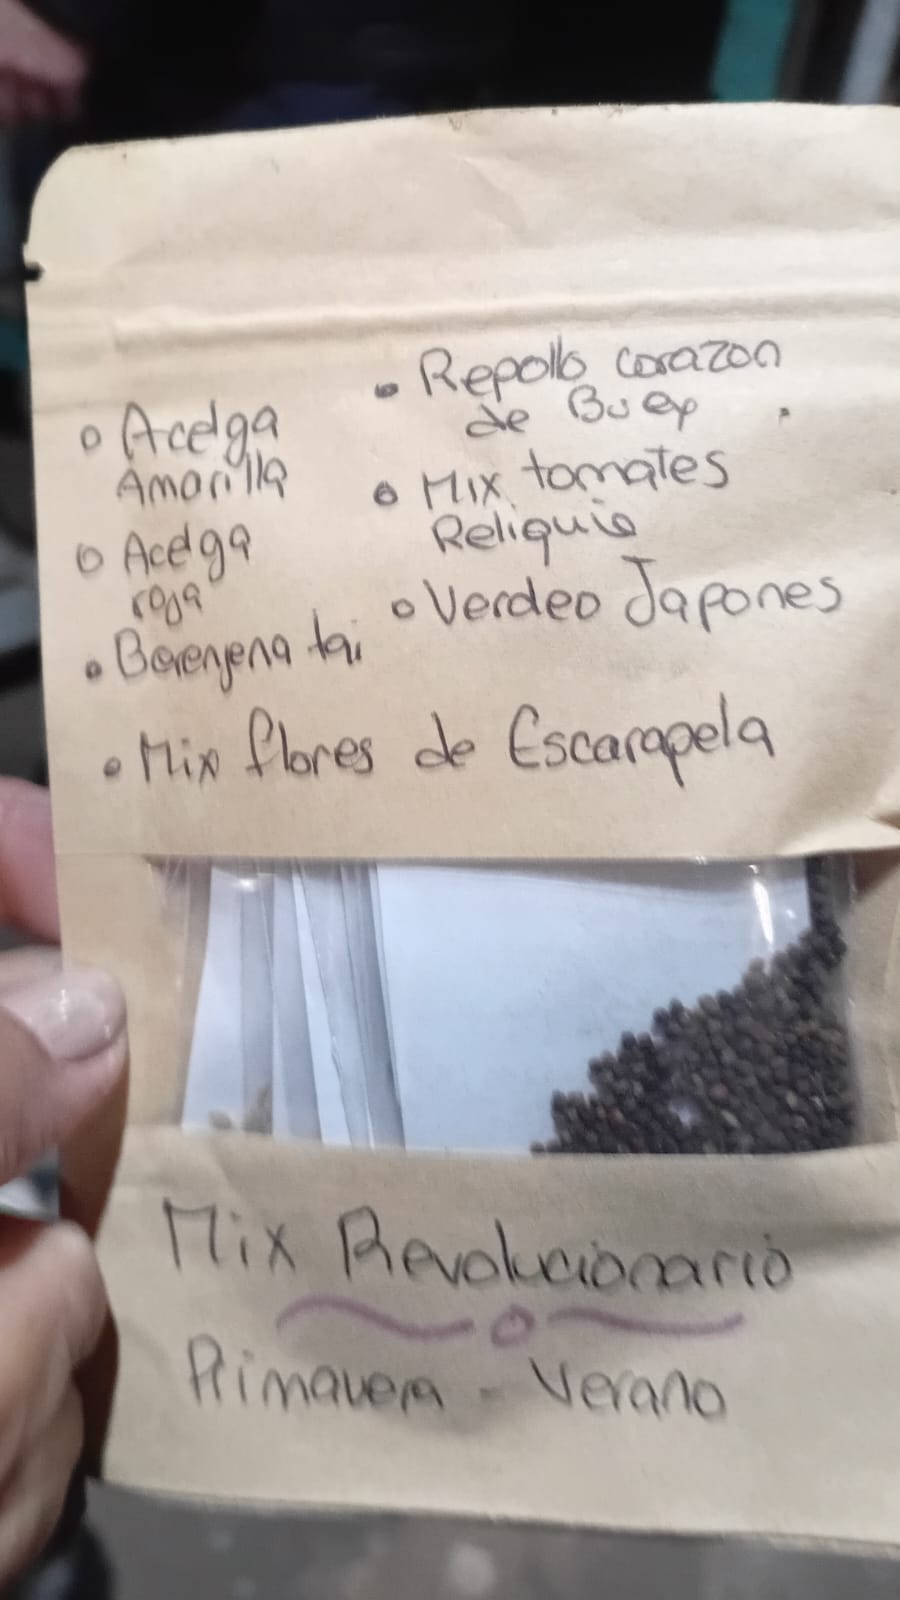 Acelga
Amarilla
Acelga
roja
Berenjena tai
Repollo corazon
de Buey
Mix tomates
Reliquia
Verdeo Japones
Mix flores de Escarapela
Mix Revolucionario
Primavera - Verano